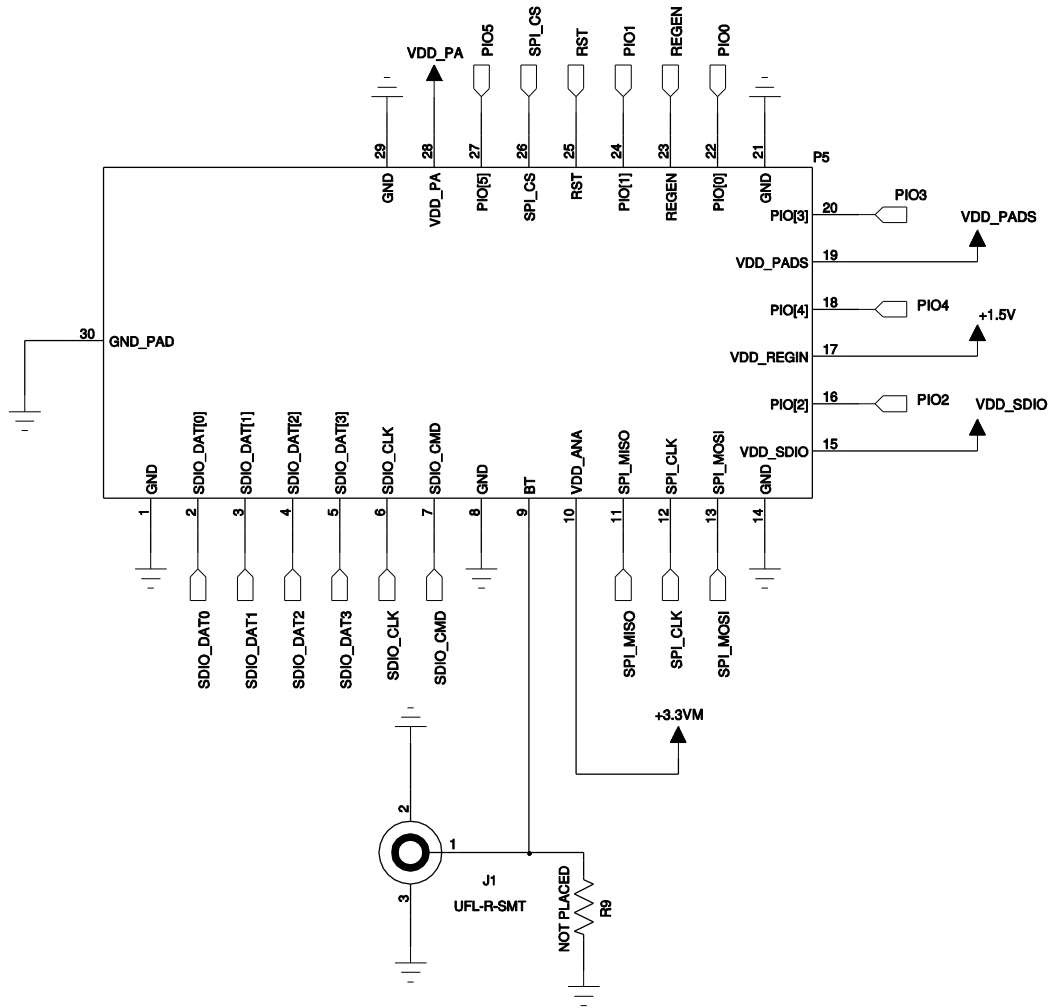 VDD_PA
PIO5
SPI_CS
RST
PIO1
REGEN
PIO0
29
28
27
26
25
24
23
22
21
P5
GND
VDD_PA
PIO[5]
SPI_CS
RST
PIO[1]
REGEN
PIO[0]
GND
PIO[3]
20
PIO3
VDD_PADS
19
VDD_PADS
PIO[4]
18
PIO4
VDD_REGIN
17
+1.5V
PIO[2]
16
PIO2
VDD_SDIO
15
VDD_SDIO
30
GND_PAD
GND
SDIO_DAT[0]
SDIO_DAT[1]
SDIO_DAT[2]
SDIO_DAT[3]
SDIO_CLK
SDIO_CMD
GND
BT
VDD_ANA
SPI_MISO
SPI_CLK
SPI_MOSI
GND
1
2
3
4
5
6
7
8
9
10
11
12
13
14
SDIO_DAT0
SDIO_DAT1
SDIO_DAT2
SDIO_DAT3
SDIO_CLK
SDIO_CMD
SPI_MISO
SPI_CLK
SPI_MOSI
+3.3VM
2
1
3
J1
UFL-R-SMT
NOT PLACED
R9